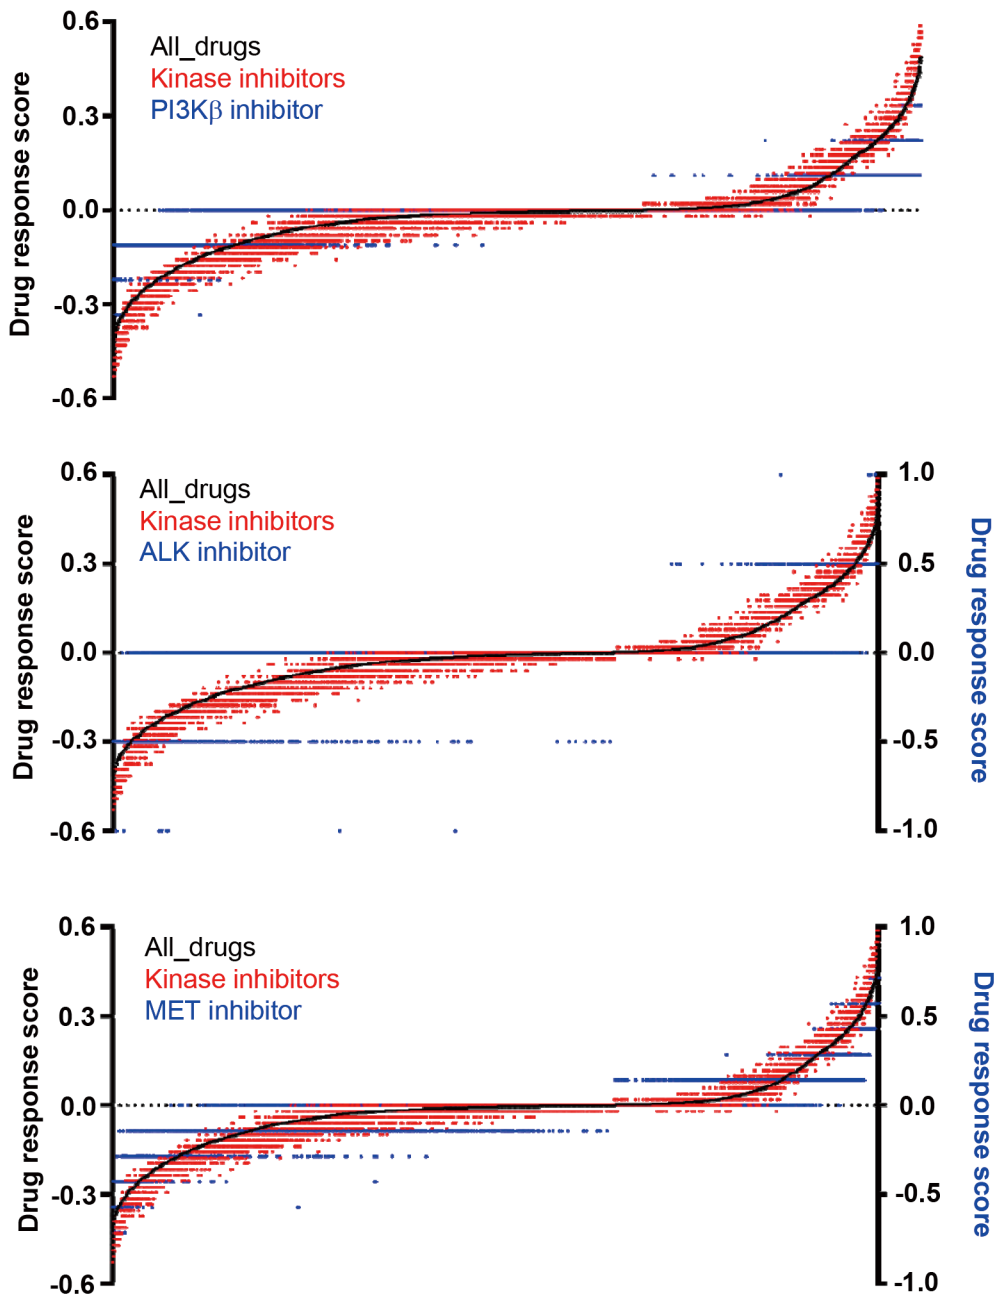 0.6
All_drugs
Kinase inhibitors
PI3Kβ inhibitor
0.3
0.0
-0.3
-0.6
Drug response score
0.6
1.0
All_drugs
Kinase inhibitors
ALK inhibitor
0.3
0.5
0.0
0.0
-0.3
-0.5
-0.6
-1.0
Drug response score
Drug response score
0.6
1.0
All_drugs
Kinase inhibitors
MET inhibitor
0.3
0.5
0.0
0.0
-0.3
-0.5
-0.6
-1.0
Drug response score
Drug response score